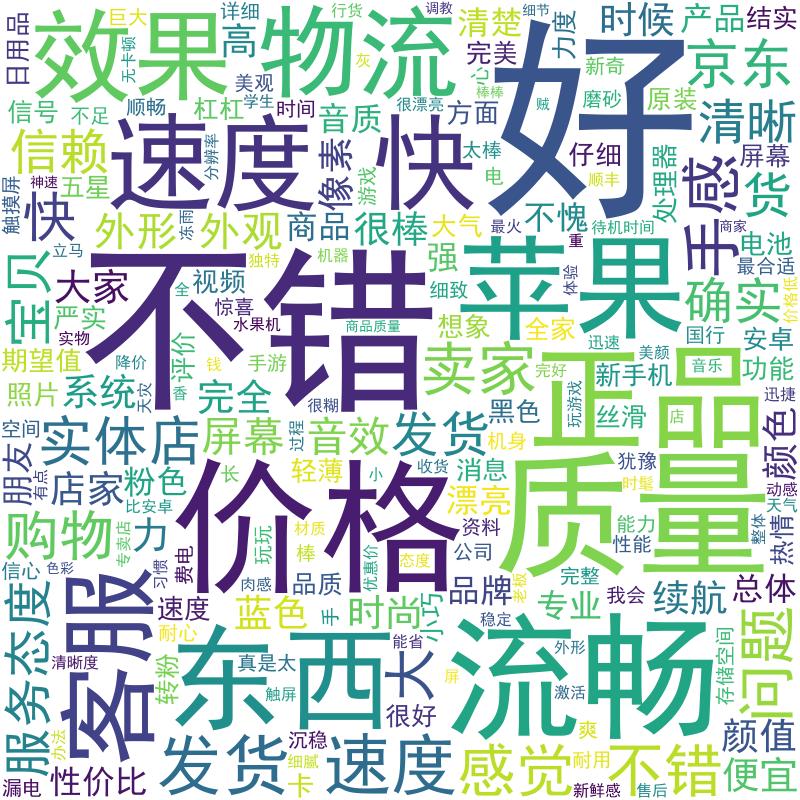 日用品
效果
物流
巨大
详细
无卡顿
高
行货
美观
学生
灰
调教
清楚
完美
心
棒棒
细节
好
力度
时候
产品
结实
新奇
京东
信号
不足
顺畅
杠杠
时间
音质
很漂亮
方面
磨砂
原装
清晰
信赖
速度
分辨率
像素
游戏
快
太棒
贼
仔细
电
顺丰
处理器
屏幕
触摸屏
神速
五星
快
立马
外形
外观
冻雨
商品
很棒
大气
最火
不愧
待机时间
商家
手感
货
电池
最合适
价格低
宝贝
大家
严实
实物
全
不错
视频
惊喜
独特
水果机
机器
商品质量
强
细致
想象
苹果
重
体验
全家
迅速
确实
国行
安卓
美颜
期望值
降价
天灾
评价
香
钱
手游
卖家
完好
正品
新手机
音乐
功能
照片
系统
完全
很糊
黑色
玩游戏
丝滑
店
迅捷
颜色
空
画
实体店
屏幕
音效
过程
发货
机身
朋友
有点
店家
粉色
比安卓
长
轻薄
小
收货
消息
犹豫
时髦
动感
天气
价格
漂亮
质量
购物
专卖店
力
费电
材质
棒
玩玩
优惠价
资料
公司
态度
老板
能力
性能
整体
热情
信心
色彩
习惯
客服
肉感
品质
品牌
完整
我会
续航
总体
速度
蓝色
手
时尚
小巧
稳定
专业
服务态度
耐心
清晰度
转粉
东西
真是太
触屏
能省
大
屏
流畅
外形
激活
存储空间
问题
办法
很好
颜值
漏电
性价比
发货
沉稳
细腻
卡
速度
感觉
爽
耐用
新鲜感
不错
售后
便宜